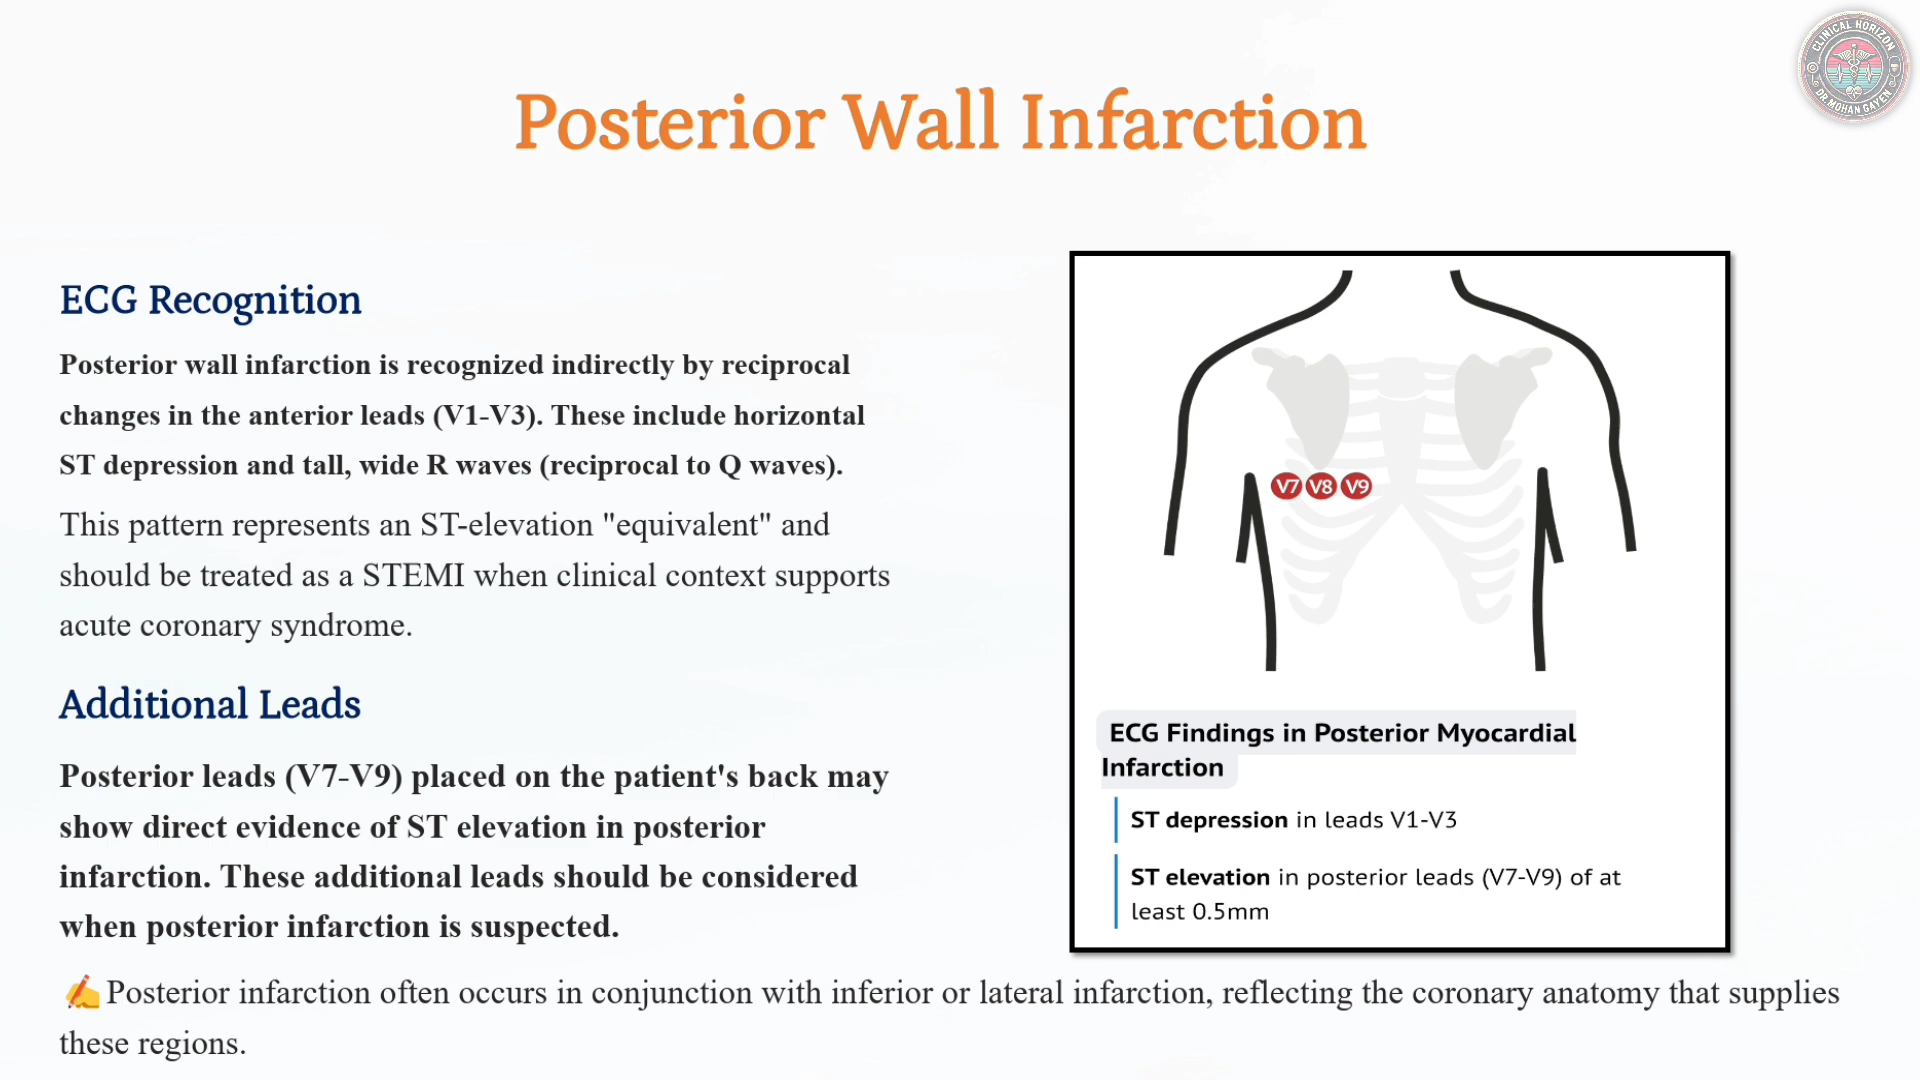 CLINICAL HORIZON
DR.MOHAN GAYEN
Posterior Wall Infarction
ECG Recognition
Posterior wall infarction is recognized indirectly by reciprocal
changes in the anterior leads (V1-V3). These include horizontal
ST depression and tall, wide R waves (reciprocal to Q waves).
This pattern represents an ST-elevation "equivalent" and
should be treated as a STEMI when clinical context supports
acute coronary syndrome.
Additional Leads
Posterior leads (V7-V9) placed on the patient's back may
show direct evidence of ST elevation in posterior
infarction. These additional leads should be considered
when posterior infarction is suspected.
V7 V8 V9
ECG Findings in Posterior Myocardial
Infarction
ST depression in leads V1-V3
ST elevation in posterior leads (V7-V9) of at
least 0.5mm
✍️Posterior infarction often occurs in conjunction with inferior or lateral infarction, reflecting the coronary anatomy that supplies
these regions.